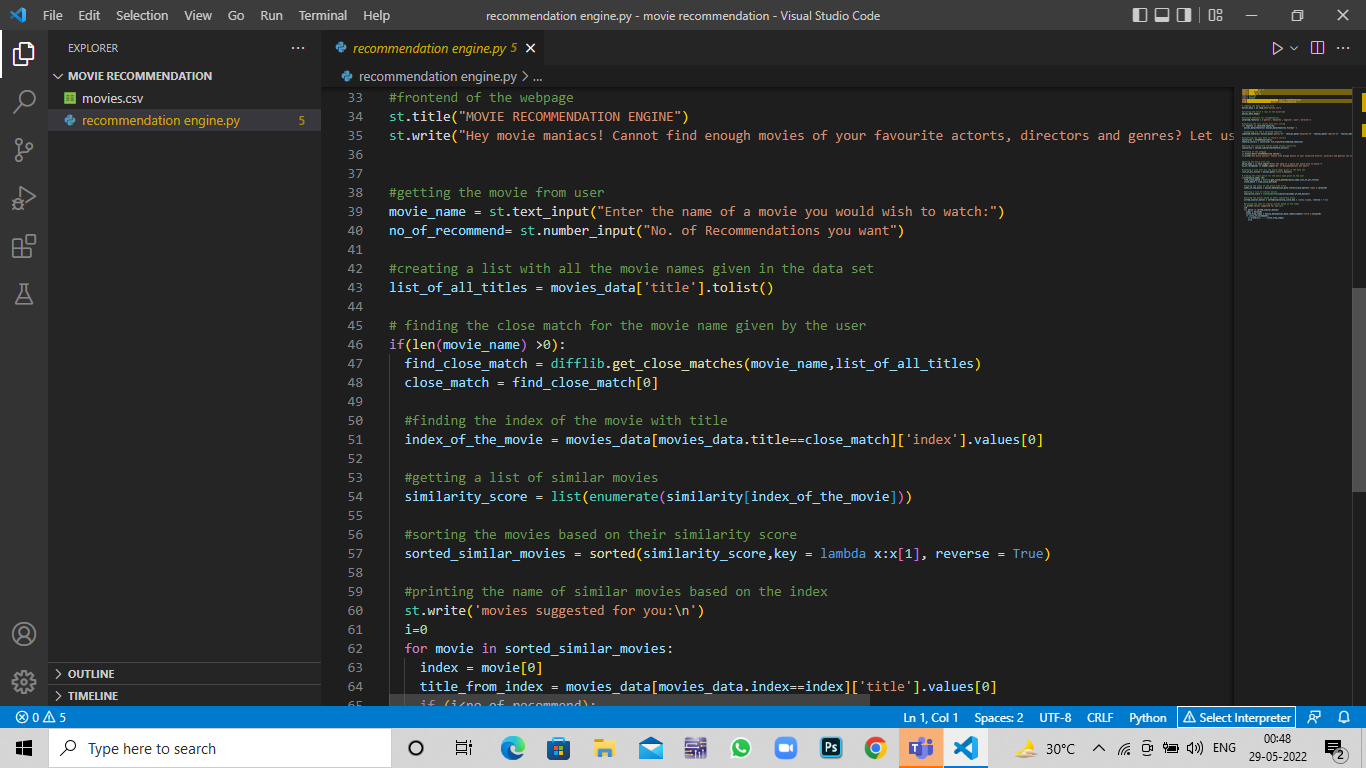 File Edit Selection View Go Run Terminal Help
recommendation engine.py - movie recommendation - Visual Studio Code
EXPLORER
MOVIE RECOMMENDATION
movies.csv
recommendation engine.py 5
OUTLINE
TIMELINE
recommendation engine.py 5
recommendation engine.py > ...
33 #frontend of the webpage
34 st.title("MOVIE RECOMMENDATION ENGINE")
35 st.write("Hey movie maniacs! Cannot find enough movies of your favourite actorts, directors and genres? Let us
36
37
38 #getting the movie from user
39 movie_name = st.text_input("Enter the name of a movie you would wish to watch:")
40 no_of_recommend= st.number_input("No. of Recommendations you want")
41
42 #creating a list with all the movie names given in the data set
43 list_of_all_titles = movies_data['title'].tolist()
44
45 # finding the close match for the movie name given by the user
46 if(len(movie_name) >0):
47 find_close_match = difflib.get_close_matches(movie_name,list_of_all_titles)
48 close_match = find_close_match[0]
49
50 #finding the index of the movie with title
51 index_of_the_movie = movies_data[movies_data.title==close_match]['index'].values[0]
52
53 #getting a list of similar movies
54 similarity_score = list(enumerate(similarity[index_of_the_movie]))
55
56 #sorting the movies based on their similarity score
57 sorted_similar_movies = sorted(similarity_score,key = lambda x:x[1], reverse = True)
58
59 #printing the name of similar movies based on the index
60 st.write('movies suggested for you:\n')
61 i=0
62 for movie in sorted_similar_movies:
63 index = movie[0]
64 title_from_index = movies_data[movies_data.index==index]['title'].values[0]
65 if (i<no_of_recommend):
0 5
Ln 1, Col 1 Spaces: 2 UTF-8 CRLF Python Select Interpreter
Type here to search
Ps
30°C ENG
00:48
29-05-2022
2